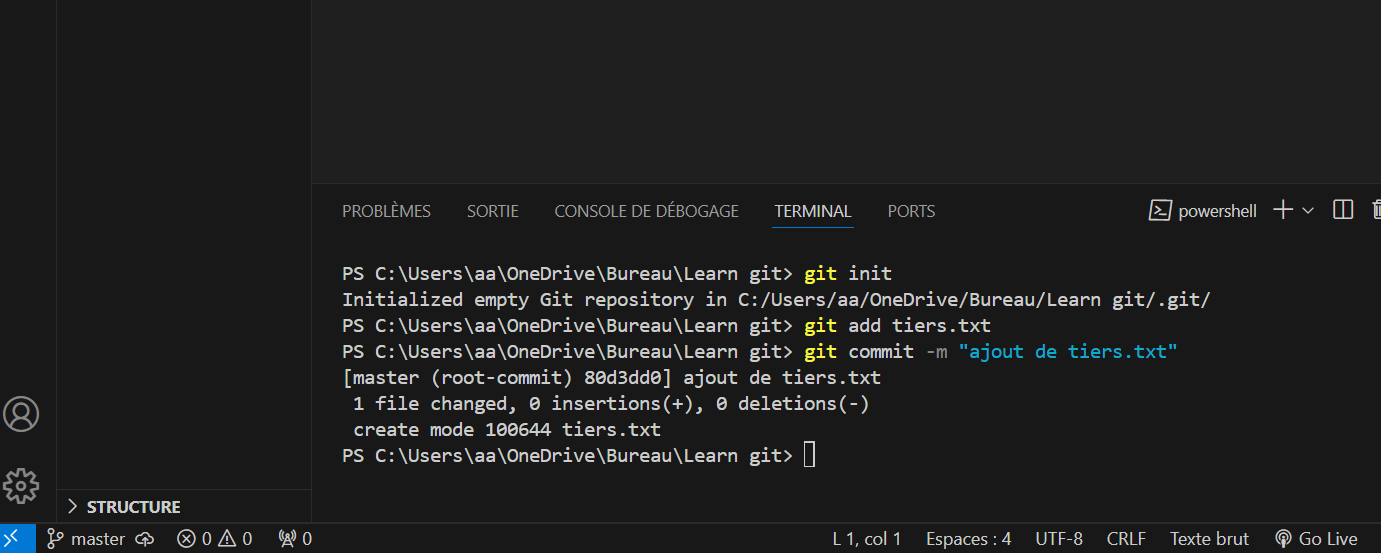 PROBLÈMES SORTIE CONSOLE DE DÉBOGAGE TERMINAL PORTS powershell
PS C:\Users\aa\OneDrive\Bureau\Learn git> git init
Initialized empty Git repository in C:/Users/aa/OneDrive/Bureau/Learn git/.git/
PS C:\Users\aa\OneDrive\Bureau\Learn git> git add tiers.txt
PS C:\Users\aa\OneDrive\Bureau\Learn git> git commit -m "ajout de tiers.txt"
[master (root-commit) 80d3dd0] ajout de tiers.txt
1 file changed, 0 insertions(+), 0 deletions(-)
create mode 100644 tiers.txt
PS C:\Users\aa\OneDrive\Bureau\Learn git>
STRUCTURE
master 0 0 0 L 1, col 1 Espaces : 4 UTF-8 CRLF Texte brut Go Live